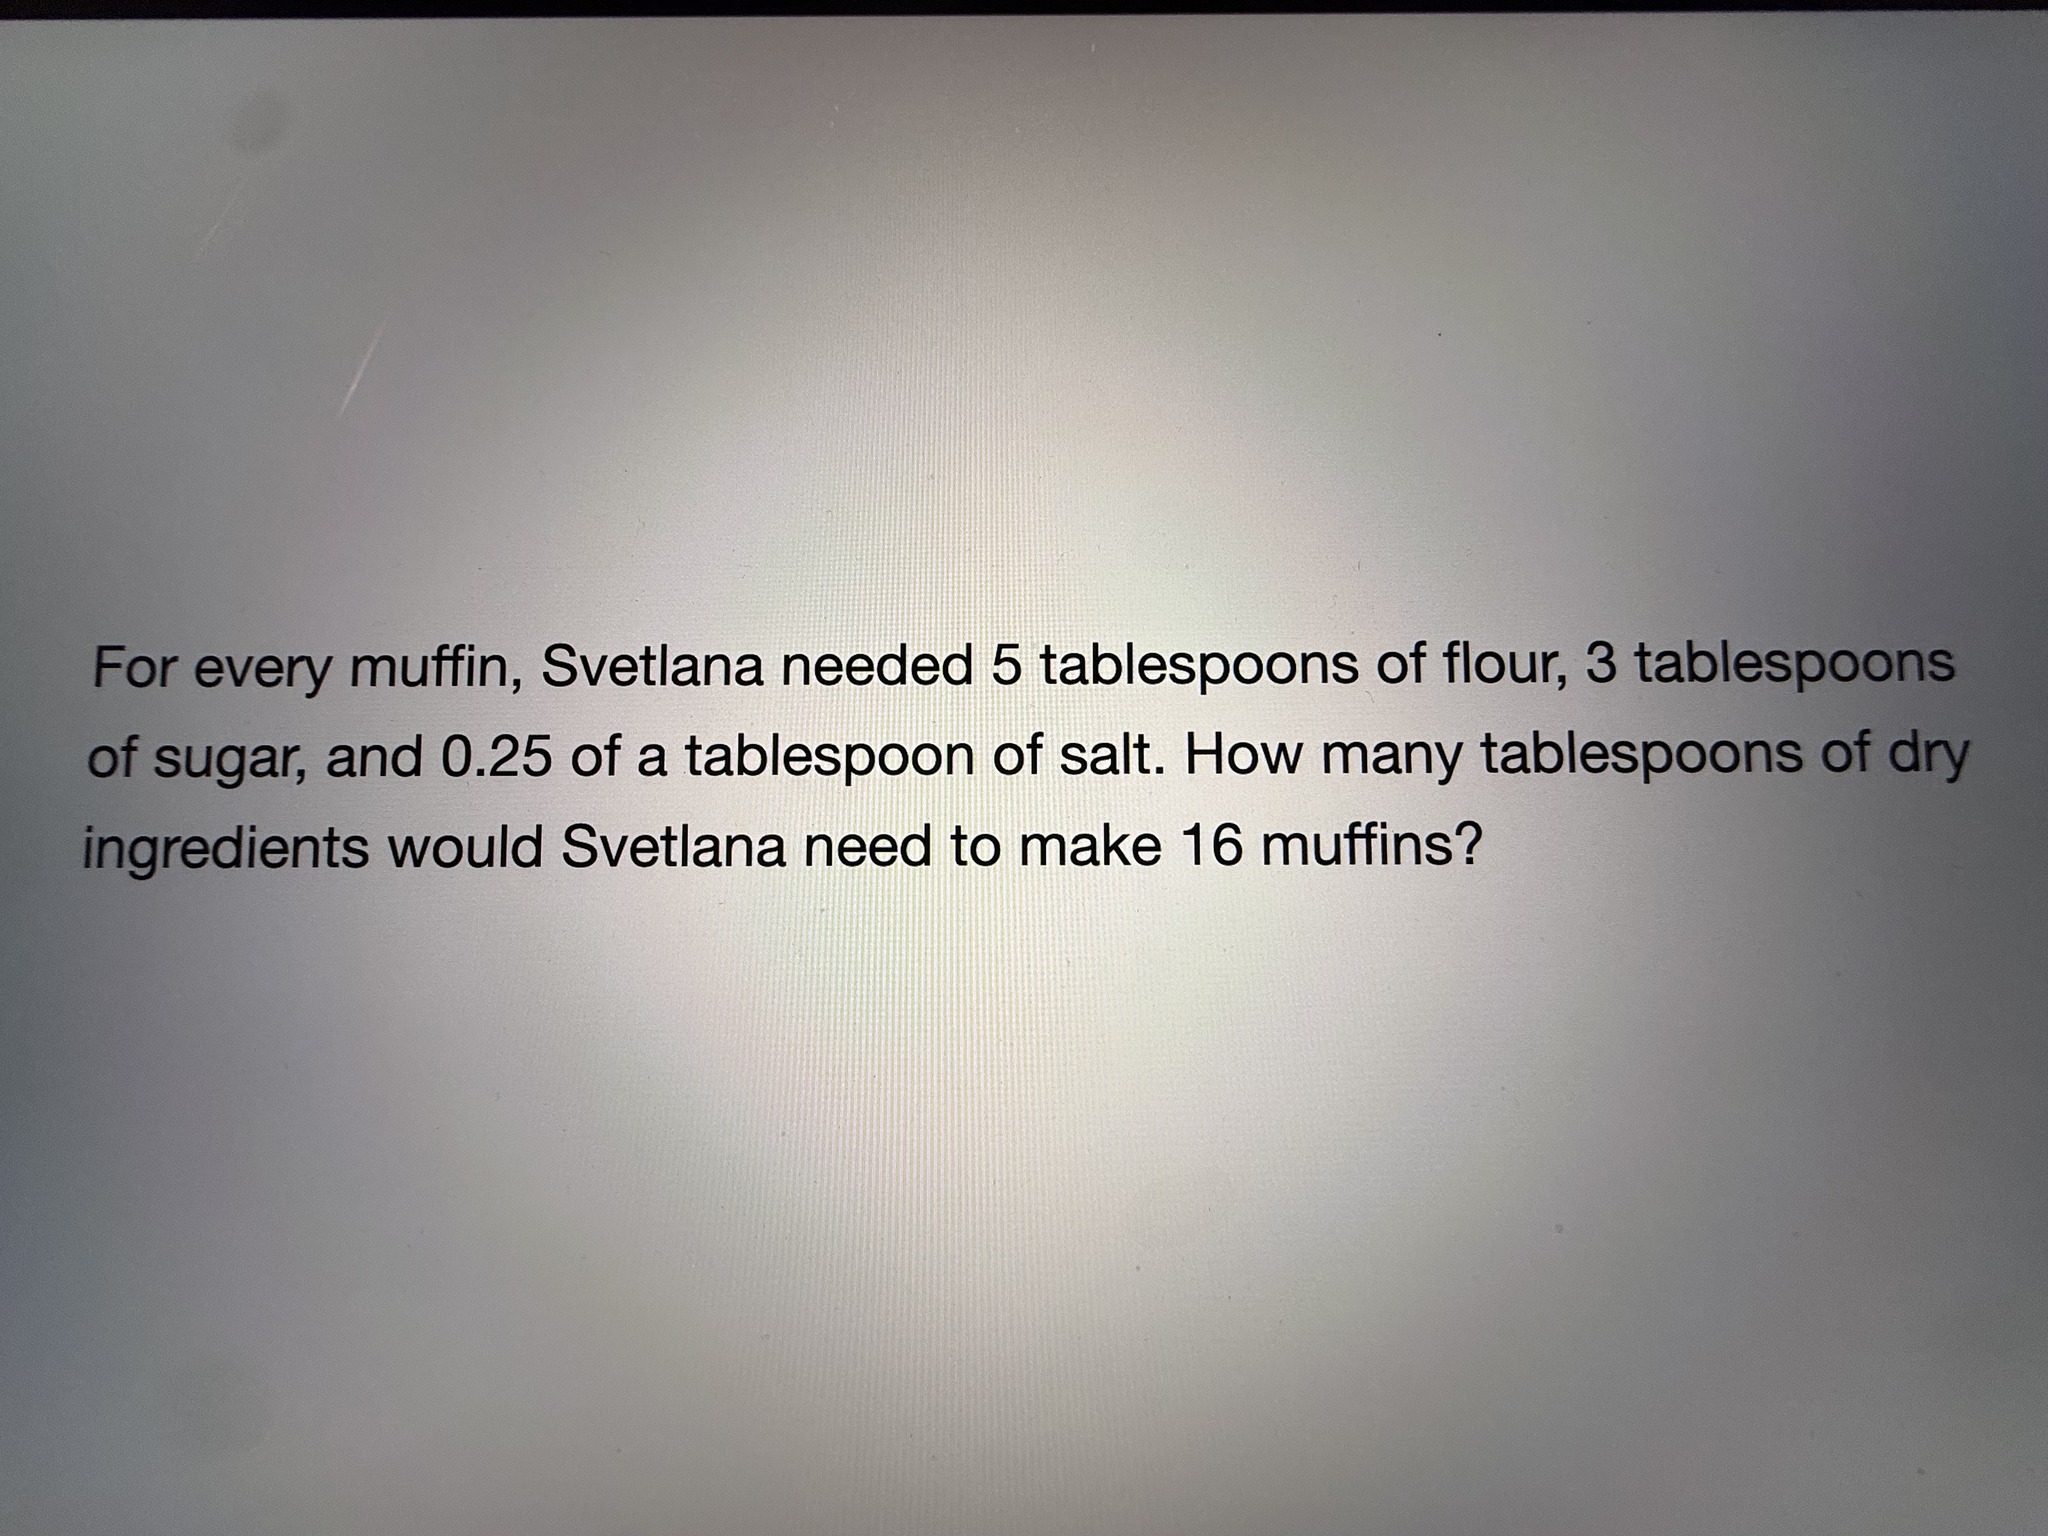 For every muffin, Svetlana needed 5 tablespoons of flour, 3 tablespoons
of sugar, and 0.25 of a tablespoon of salt. How many tablespoons of dry
ingredients would Svetlana need to make 16 muffins?